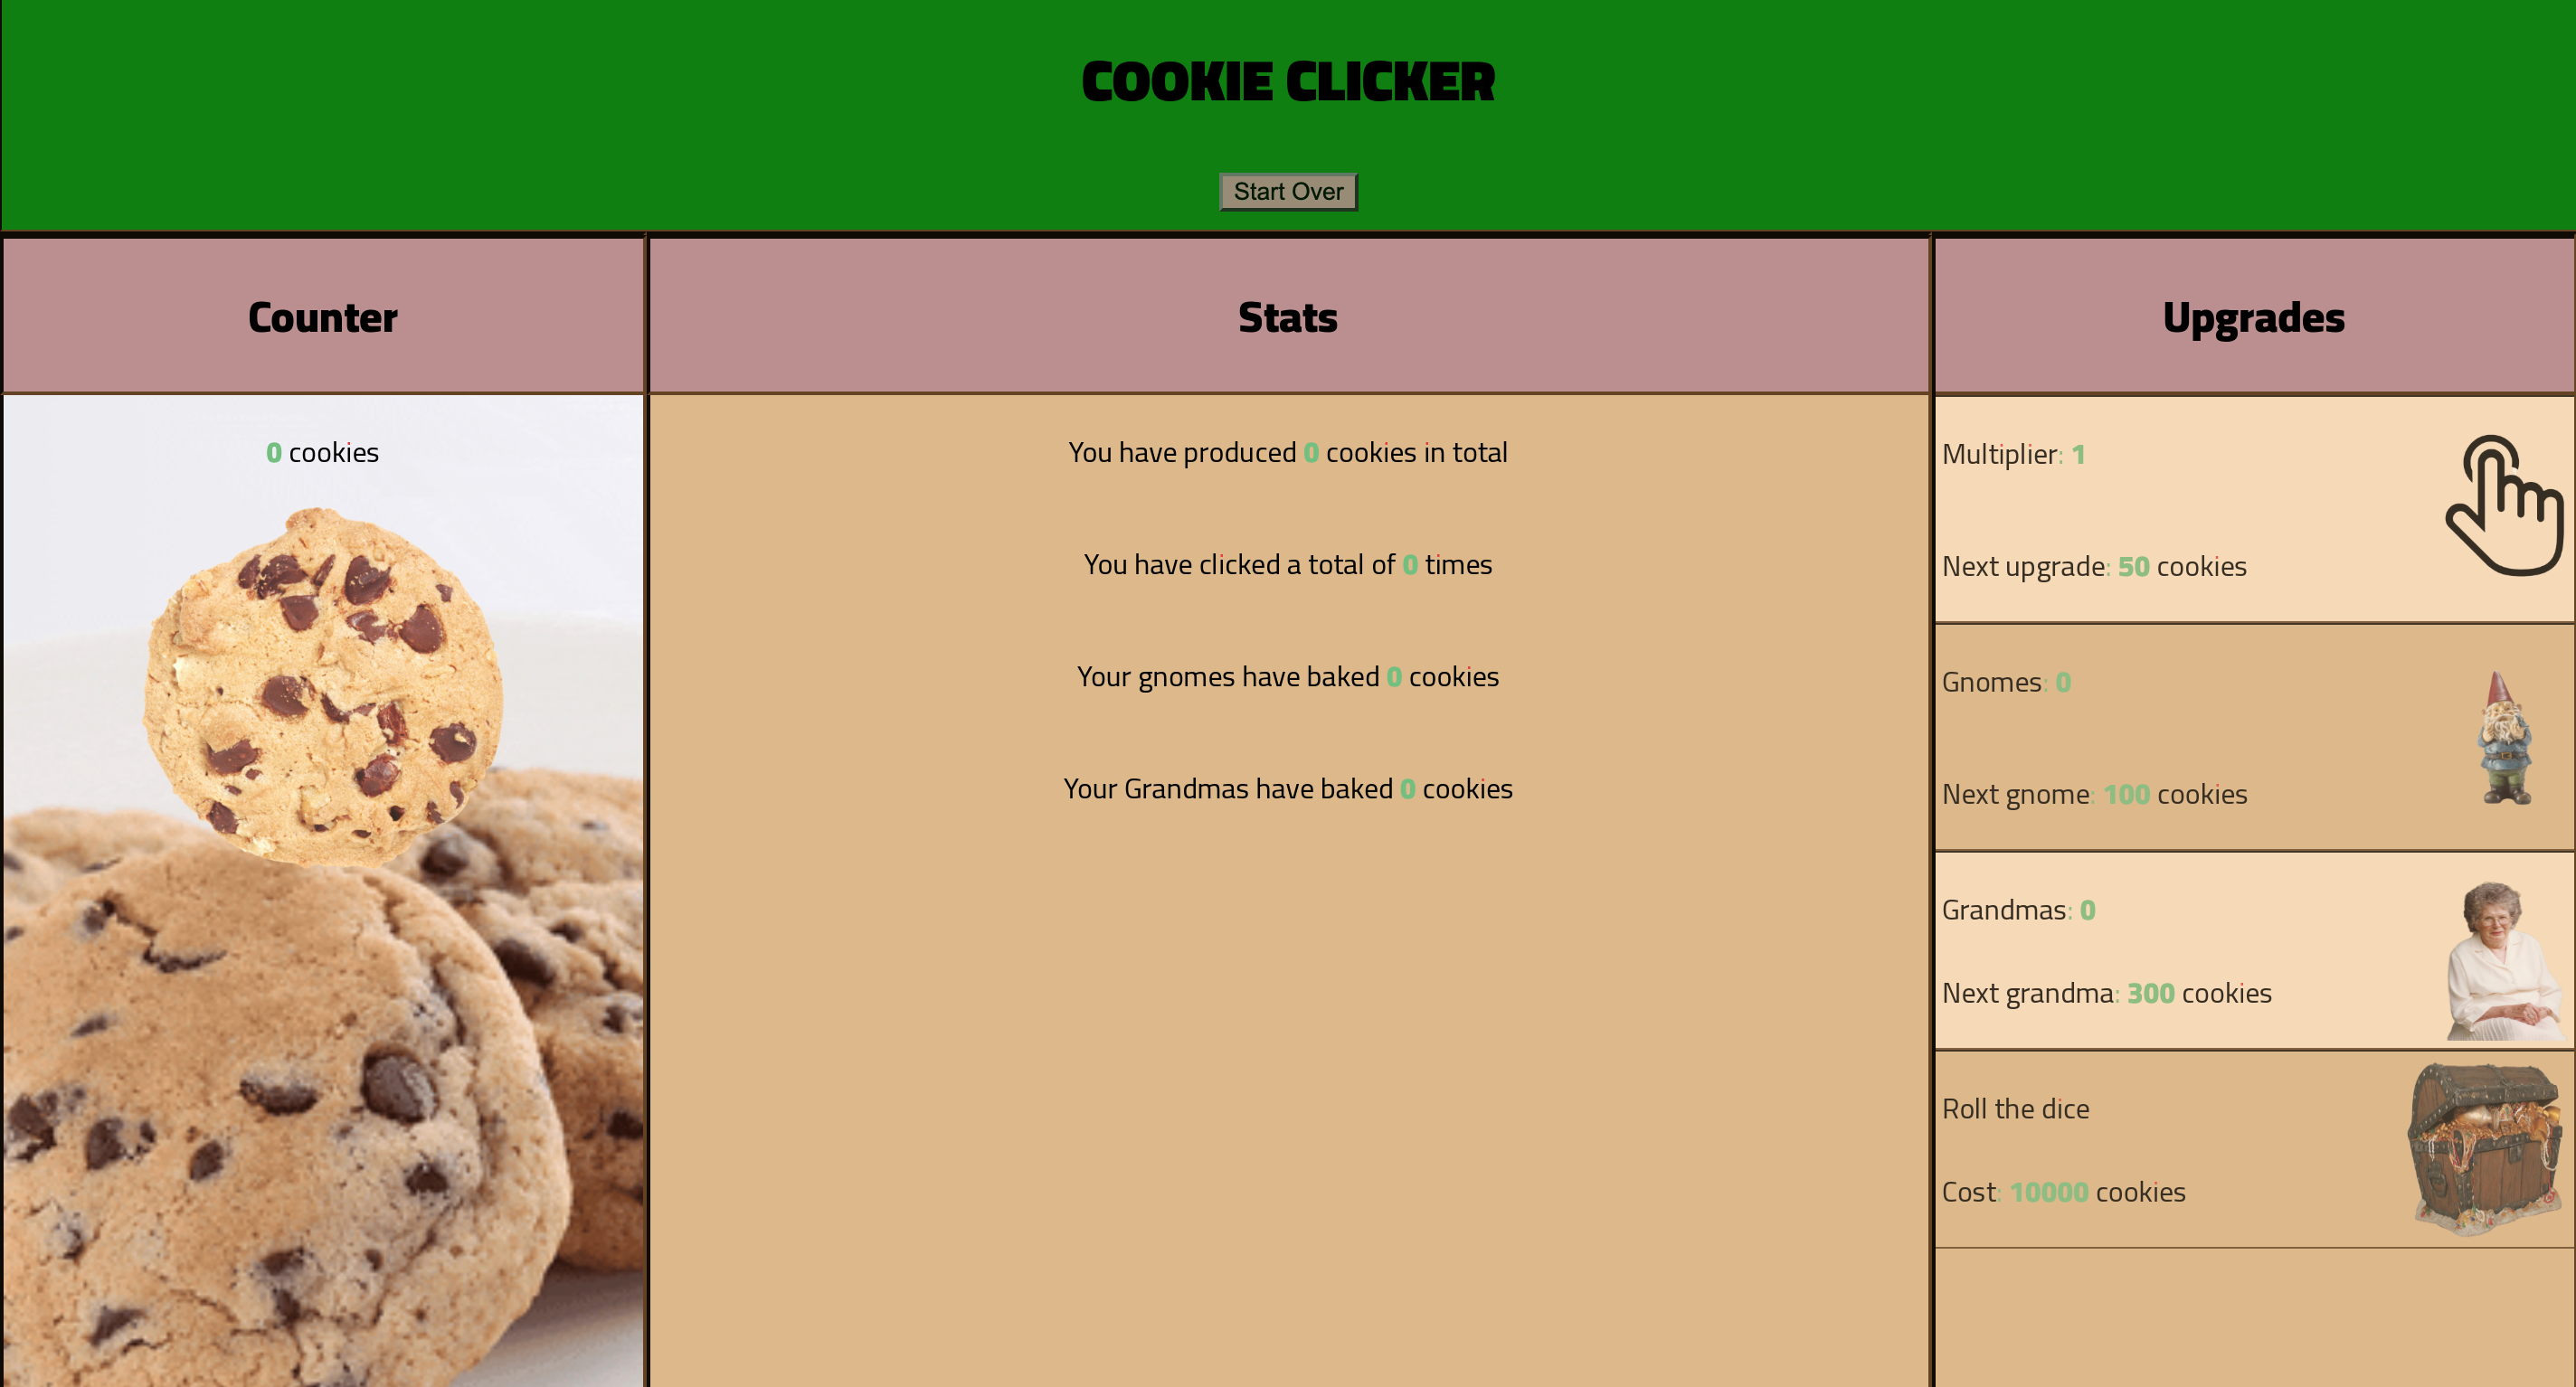 COOKIE CLICKER
Start Over
Counter
Stats
Upgrades
0 cookies
You have produced 0 cookies in total
You have clicked a total of 0 times
Your gnomes have baked 0 cookies
Your Grandmas have baked 0 cookies
Multiplier: 1
Next upgrade: 50 cookies
Gnomes: 0
Next gnome: 100 cookies
Grandmas: 0
Next grandma: 300 cookies
Roll the dice
Cost: 10000 cookies